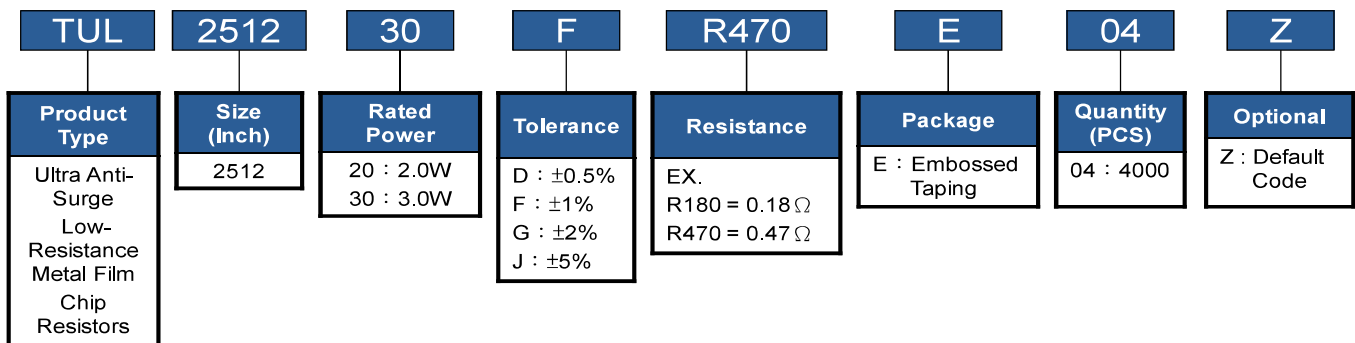 TUL 2512 30 F R470 E 04 Z
Product
Type
Ultra Anti-
Surge
Low-
Resistance
Metal Film
Chip
Resistors
Size
(Inch)
2512
Rated
Power
20：2.0W
30：3.0W
Tolerance
D：±0.5%
F：±1%
G：±2%
J：±5%
Resistance
EX.
R180 = 0.18Ω
R470 = 0.47Ω
Package
E：Embossed
Taping
Quantity
(PCS)
04：4000
Optional
Z : Default
Code